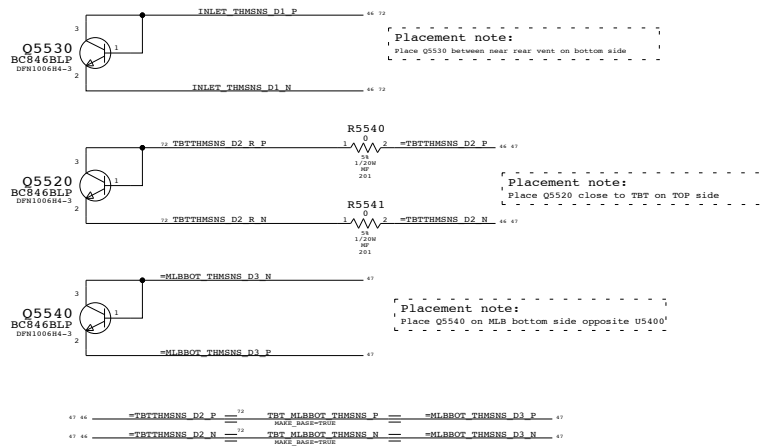 INLET_THMSNS_D1_P
46 72
3
Q5530
BC846BLP
DFN1006H4-3
1
2
Placement note:
Place Q5530 between near rear vent on bottom side
INLET_THMSNS_D1_N
46 72
R5540
0
72 TBTTHMSNS_D2_R_P
1 2
=TBTTHMSNS_D2_P
46 47
5%
1/20W
MF
201
3
Q5520
BC846BLP
DFN1006H4-3
1
2
Placement note:
Place Q5520 close to TBT on TOP side
R5541
0
72 TBTTHMSNS_D2_R_N
1 2
=TBTTHMSNS_D2_N
46 47
5%
1/20W
MF
201
=MLBBOT_THMSNS_D3_N
47
3
Q5540
BC846BLP
DFN1006H4-3
1
2
Placement note:
Place Q5540 on MLB bottom side opposite U5400
=MLBBOT_THMSNS_D3_P
47
47 46 =TBTTHMSNS_D2_P 72 TBT_MLBBOT_THMSNS_P =MLBBOT_THMSNS_D3_P 47
MAKE_BASE=TRUE
47 46 =TBTTHMSNS_D2_N 72 TBT_MLBBOT_THMSNS_N =MLBBOT_THMSNS_D3_N 47
MAKE_BASE=TRUE